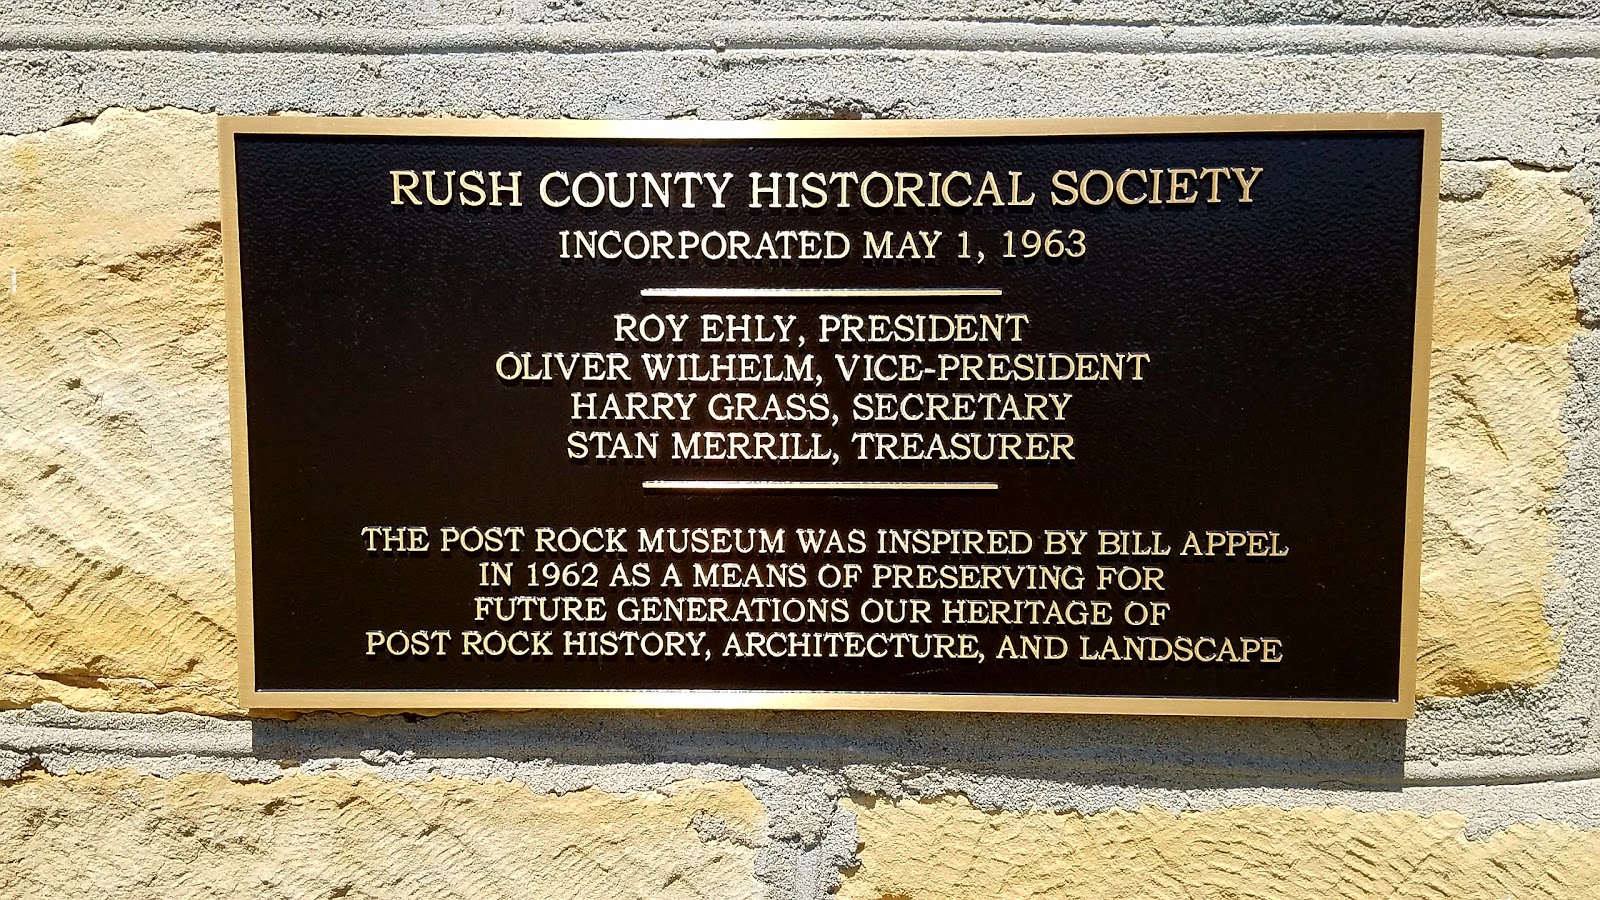 RUSH COUNTY HISTORICAL SOCIETY
INCORPORATED MAY 1, 1963
ROY EHLY, PRESIDENT
OLIVER WILHELM, VICE-PRESIDENT
HARRY GRASS, SECRETARY
STAN MERRILL, TREASURER
THE POST ROCK MUSEUM WAS INSPIRED BY BILL APPEL
IN 1962 AS A MEANS OF PRESERVING FOR
FUTURE GENERATIONS OUR HERITAGE OF
POST ROCK HISTORY, ARCHITECTURE, AND LANDSCAPE